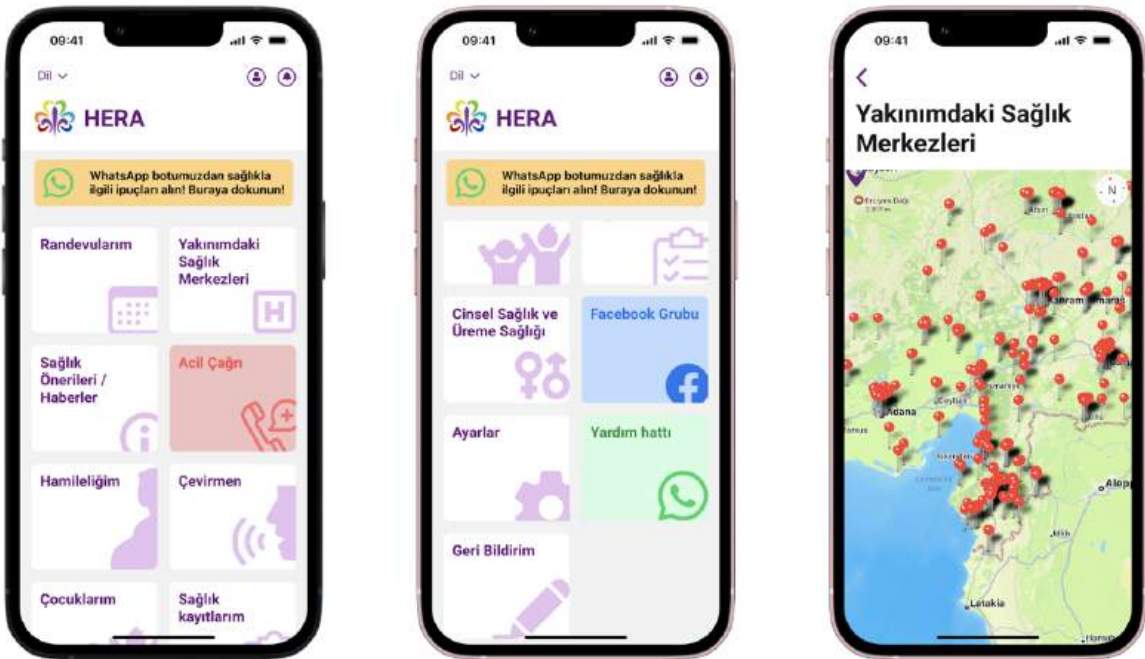 09:41
Dil
HERA
WhatsApp botumuzdan sağlıkla
ilgili ipuçları alın! Buraya dokunun!
Randevularım
Yakınımdaki
Sağlık
Merkezleri
H
Sağlık
Önerileri /
Haberler
Acil Çağrı
Hamileliğim
Çevirmen
Çocuklarım
Sağlık
kayıtlarım
09:41
Dil
HERA
WhatsApp botumuzdan sağlıkla
ilgili ipuçları alın! Buraya dokunun!
Cinsel Sağlık ve
Üreme Sağlığı
Facebook Grubu
Ayarlar
Yardım hattı
Geri Bildirim
09:41
Yakınımdaki Sağlık
Merkezleri
N
Adana
Ceyhan
Latakia